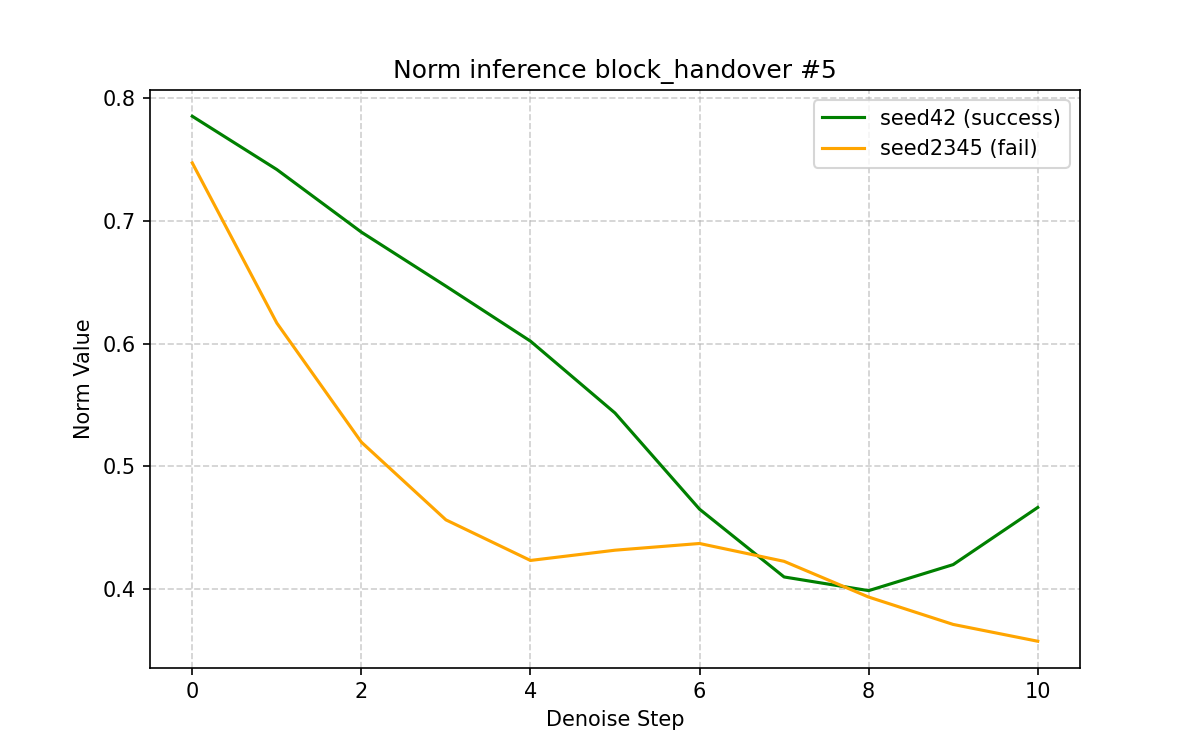 Norm inference block_handover #5
seed42 (success)
seed2345 (fail)
Norm Value
0.8
0.7
0.6
0.5
0.4
0 2 4 6 8 10
Denoise Step